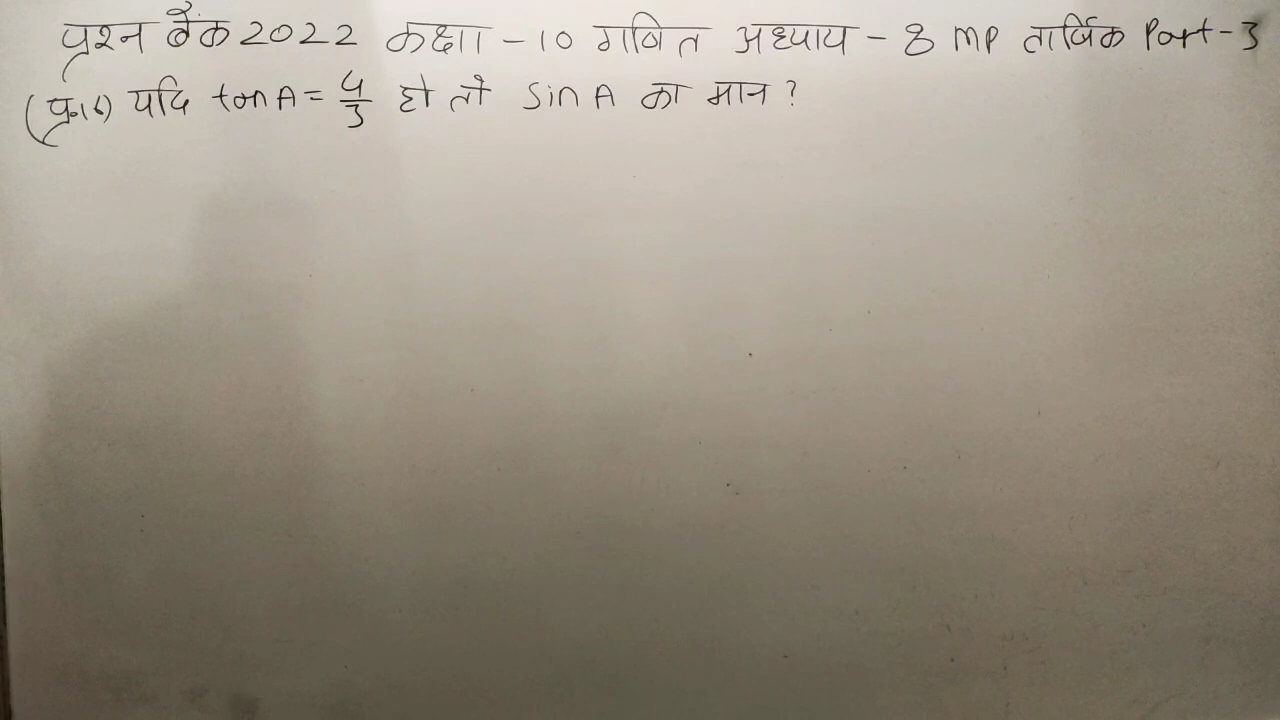 प्रश्न बैंक 2022 कक्षा - 10 गणित अध्याय - 8 MP वार्षिक Part - 3
(प्र.16) यदि tan A = 4/3 हो तो sin A का मान ?